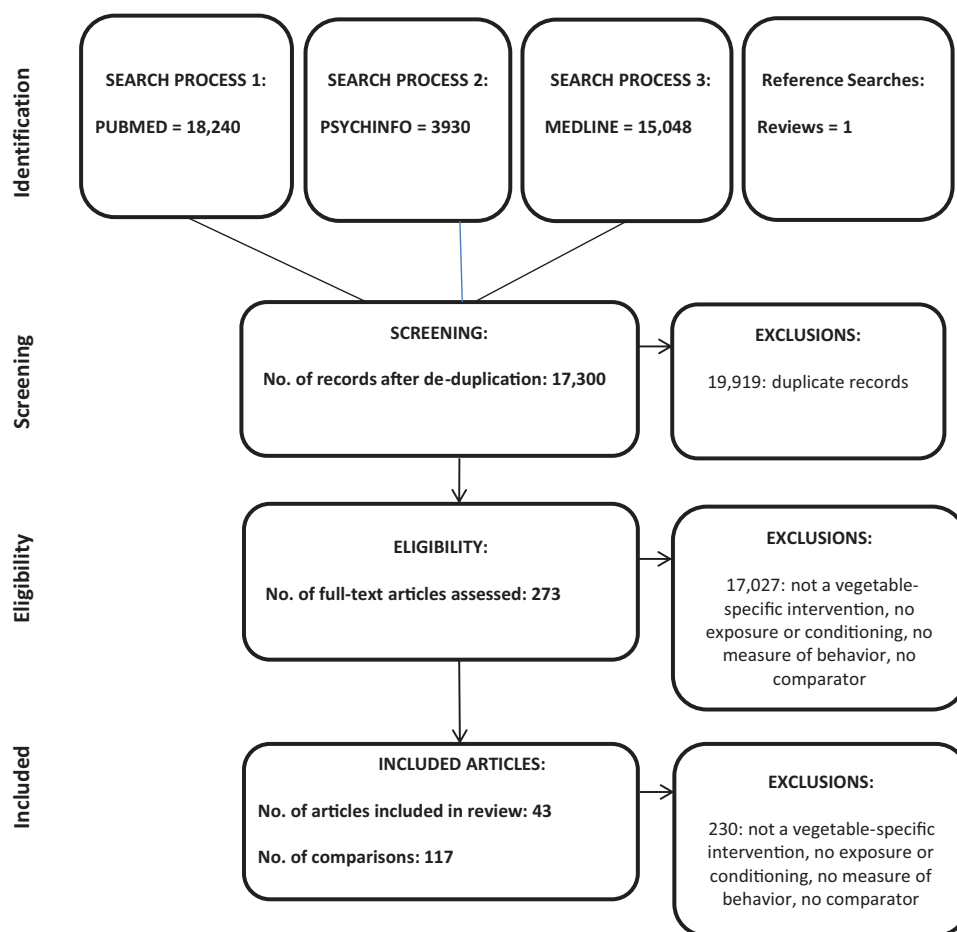 Identification
SEARCH PROCESS 1:
PUBMED = 18,240
SEARCH PROCESS 2:
PSYCHINFO = 3930
SEARCH PROCESS 3:
MEDLINE = 15,048
Reference Searches:
Reviews = 1
Screening
SCREENING:
No. of records after de-duplication: 17,300
EXCLUSIONS:
19,919: duplicate records
Eligibility
ELIGIBILITY:
No. of full-text articles assessed: 273
EXCLUSIONS:
17,027: not a vegetable-
specific intervention, no
exposure or conditioning, no
measure of behavior, no
comparator
Included
INCLUDED ARTICLES:
No. of articles included in review: 43
No. of comparisons: 117
EXCLUSIONS:
230: not a vegetable-specific
intervention, no exposure or
conditioning, no measure of
behavior, no comparator